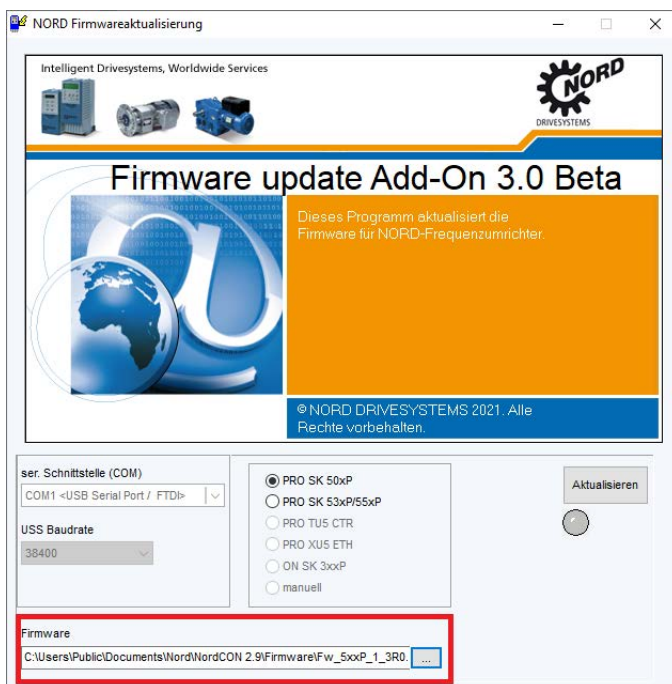 NORD Firmwareaktualisierung
Intelligent Drivesystems, Worldwide Services
NORD
DRIVESYSTEMS
Firmware update Add-On 3.0 Beta
Dieses Programm aktualisiert die
Firmware für NORD-Frequenzumrichter.
© NORD DRIVESYSTEMS 2021. Alle
Rechte vorbehalten.
ser. Schnittstelle (COM)
COM1 <USB Serial Port / FTDI>
USS Baudrate
38400
PRO SK 50xP
PRO SK 53xP/55xP
PRO TU5 CTR
PRO XU5 ETH
ON SK 3xxP
manuell
Aktualisieren
Firmware
C:\Users\Public\Documents\Nord\NordCON 2.9\Firmware\Fw_5xxP_1_3R0.
...